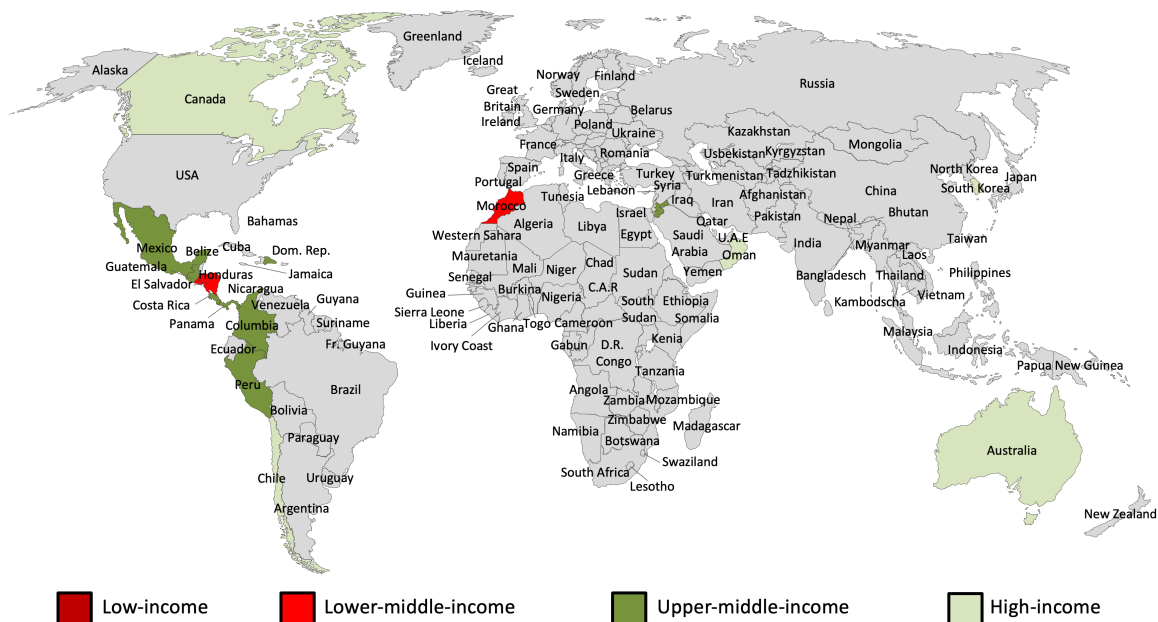 Greenland
Iceland
Alaska
Norway
Finland
Russia
Canada
Great
Britain
Ireland
Sweden
Germany
Belarus
Poland
Ukraine
Kazakhstan
Mongolia
France
Italy
Romania
Usbekistan
Kyrgyzstan
USA
Spain
Portugal
Greece
Turkey
Turkmenistan
Tadzhikistan
North Korea
South Korea
Japan
Lebanon
Syria
China
Morocco
Tunesia
Iraq
Iran
Afghanistan
Bahamas
Algeria
Libya
Israel
Egypt
Qatar
Pakistan
Nepal
Bhutan
Western Sahara
Saudi
Arabia
U.A.E
Oman
India
Myanmar
Taiwan
Laos
Mexico
Belize
Cuba
Dom. Rep.
Mauretania
Mali
Niger
Chad
Sudan
Yemen
Guatemala
Honduras
Jamaica
Senegal
Bangladesch
Thailand
Philippines
El Salvador
Nicaragua
Guinea
Burkina
Nigeria
C.A.R
South
Sudan
Ethiopia
Kambodscha
Vietnam
Costa Rica
Venezuela
Guyana
Sierra Leone
Somalia
Panama
Columbia
Suriname
Liberia
Ghana
Togo
Cameroon
Malaysia
Ecuador
Fr. Guyana
Ivory Coast
Gabun
D.R.
Congo
Kenia
Indonesia
Peru
Brazil
Tanzania
Papua New Guinea
Bolivia
Angola
Zambia
Mozambique
Paraguay
Namibia
Zimbabwe
Botswana
Madagascar
Australia
Chile
Uruguay
South Africa
Swaziland
Lesotho
Argentina
New Zealand
Low-income
Lower-middle-income
Upper-middle-income
High-income